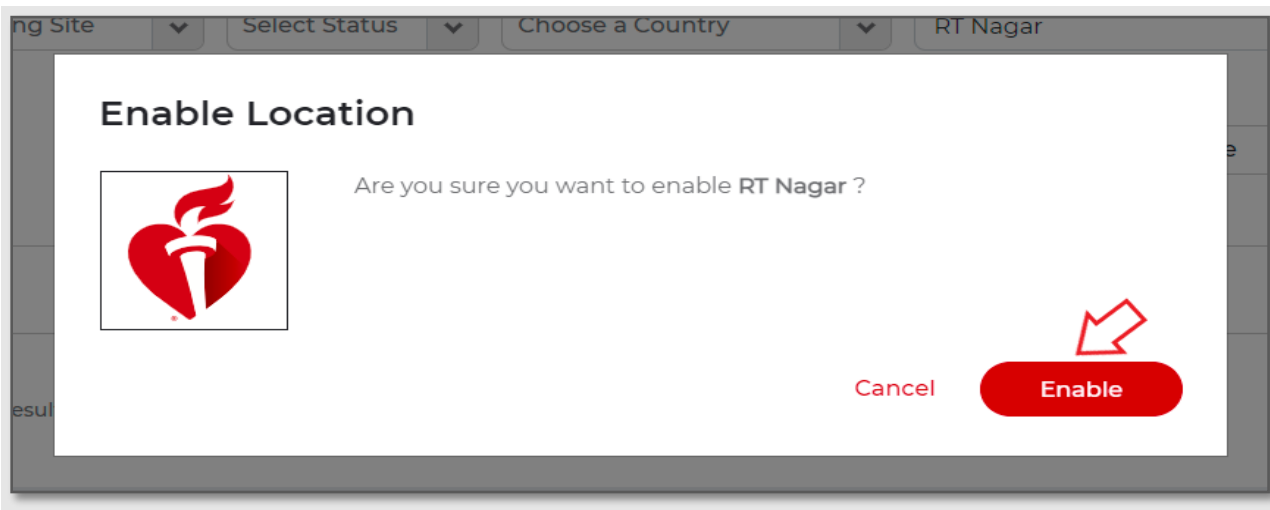 ng Site
Select Status
Choose a Country
RT Nagar
Enable Location
e
Are you sure you want to enable RT Nagar ?
®
Cancel
Enable
esul